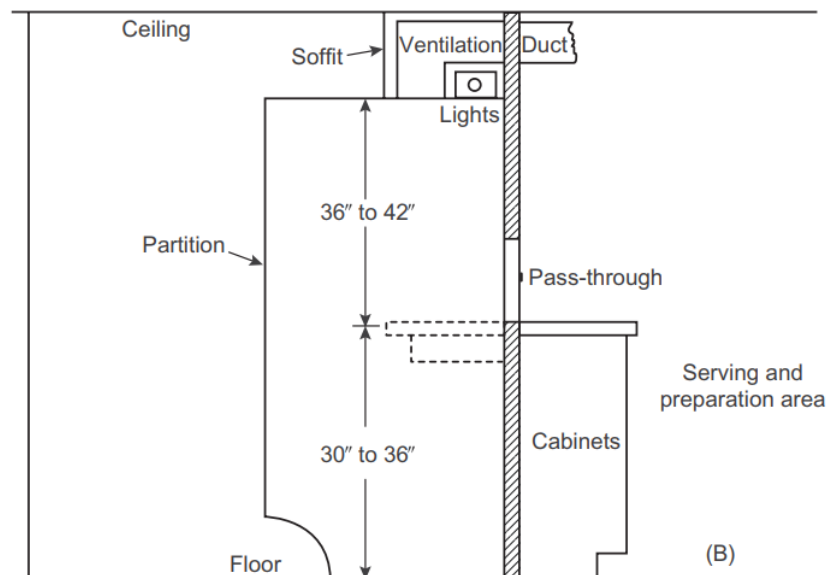 Ceiling
Soffit
Ventilation
Duct
Lights
36″ to 42″
Partition
Pass-through
Serving and
preparation area
Cabinets
30″ to 36″
Floor
(B)